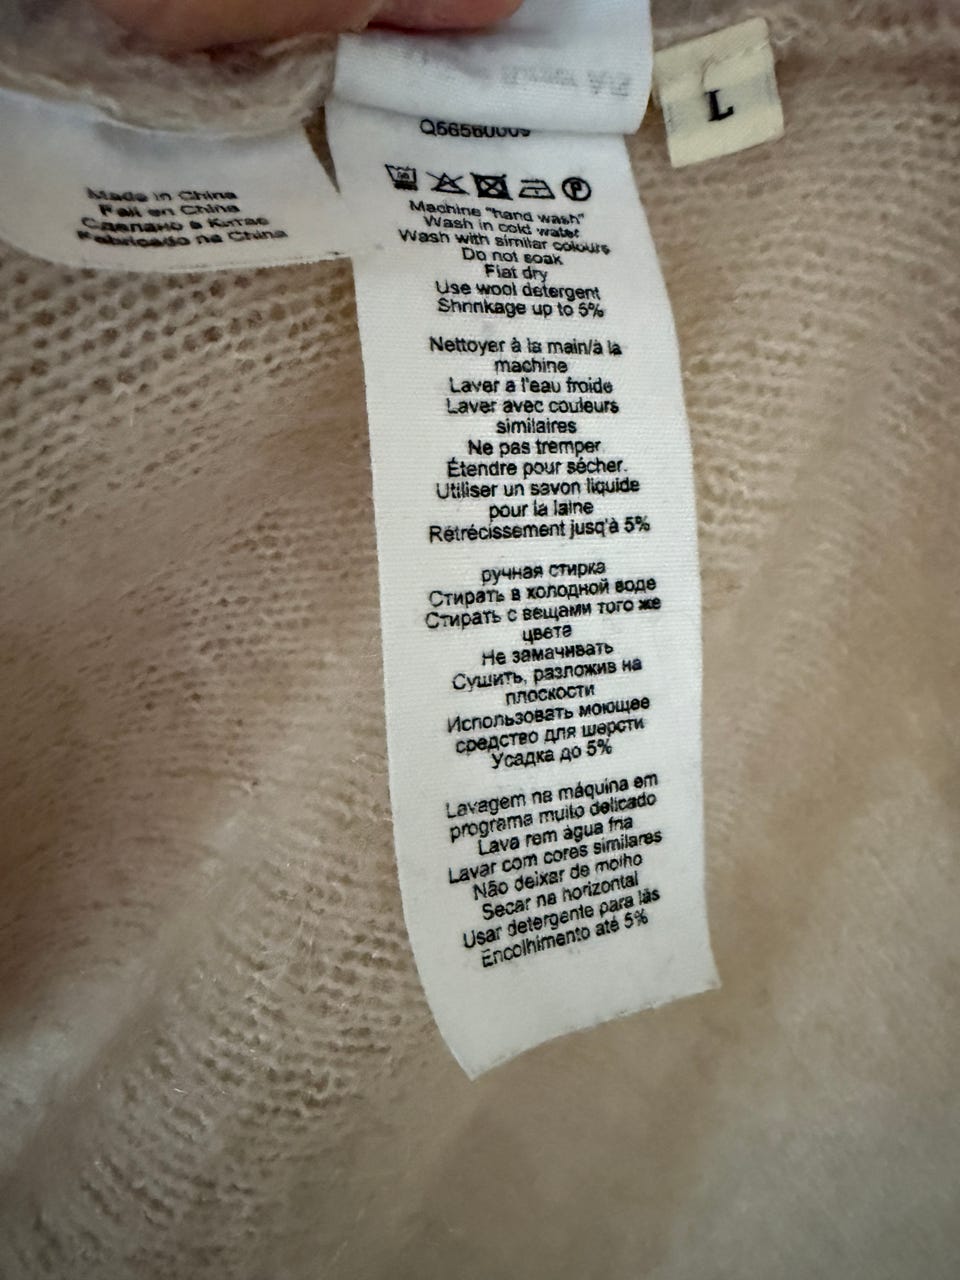 L
Q56560009
Made in China
Fait en China
Сделано в Китае
Fabricado na China
Machine "hand wash"
Wash in cold water
Wash with similar colours
Do not soak
Flat dry
Use wool detergent
Shrinkage up to 5%
Nettoyer à la main/à la
machine
Laver a l'eau froide
Laver avec couleurs
similaires
Ne pas tremper.
Étendre pour sécher.
Utiliser un savon liquide
pour la laine
Rétrécissement jusq'à 5%
ручная стирка
Стирать в холодной воде
Стирать с вещами того же
цвета
Не замачивать
Сушить, разложив на
плоскости
Использовать моющее
средство для шерсти
Усадка до 5%
Lavagem na máquina em
programa muito delicado
Lava rem água fria
Lavar com cores similares
Não deixar de molho
Secar na horizontal
Usar detergente para lãs
Encolhimento até 5%